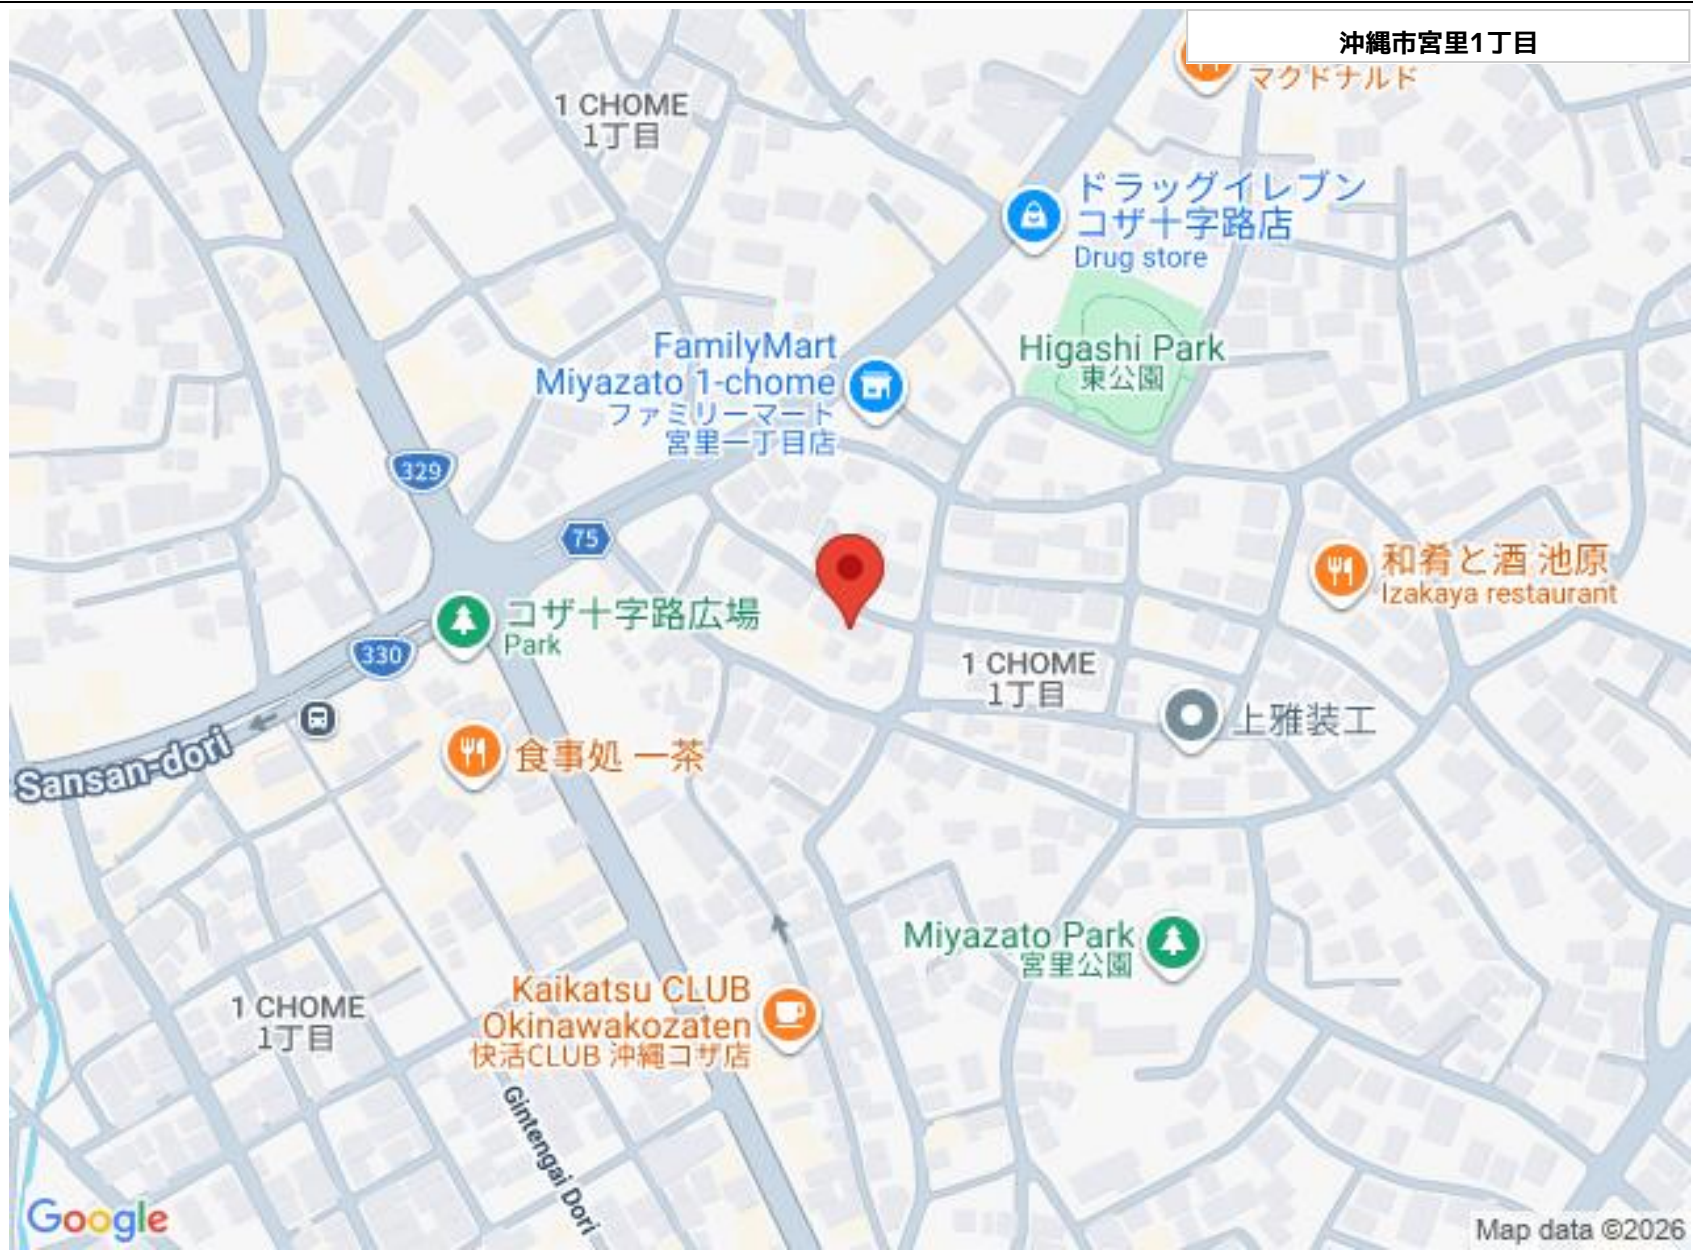 沖縄市宮里1丁目
マクドナルド
1 CHOME
1丁目
ドラッグイレブン
コザ十字路店
Drug store
FamilyMart
Miyazato 1-chome
ファミリーマート
宮里一丁目店
Higashi Park
東公園
329
75
和肴と酒 池原
Izakaya restaurant
コザ十字路広場
Park
330
1 CHOME
1丁目
上雅装工
Sansan-dori
食事処 一茶
Miyazato Park
宮里公園
Kaikatsu CLUB
Okinawakozaten
快活CLUB 沖縄コザ店
1 CHOME
1丁目
Gintengai Dori
Google
Map data ©2026